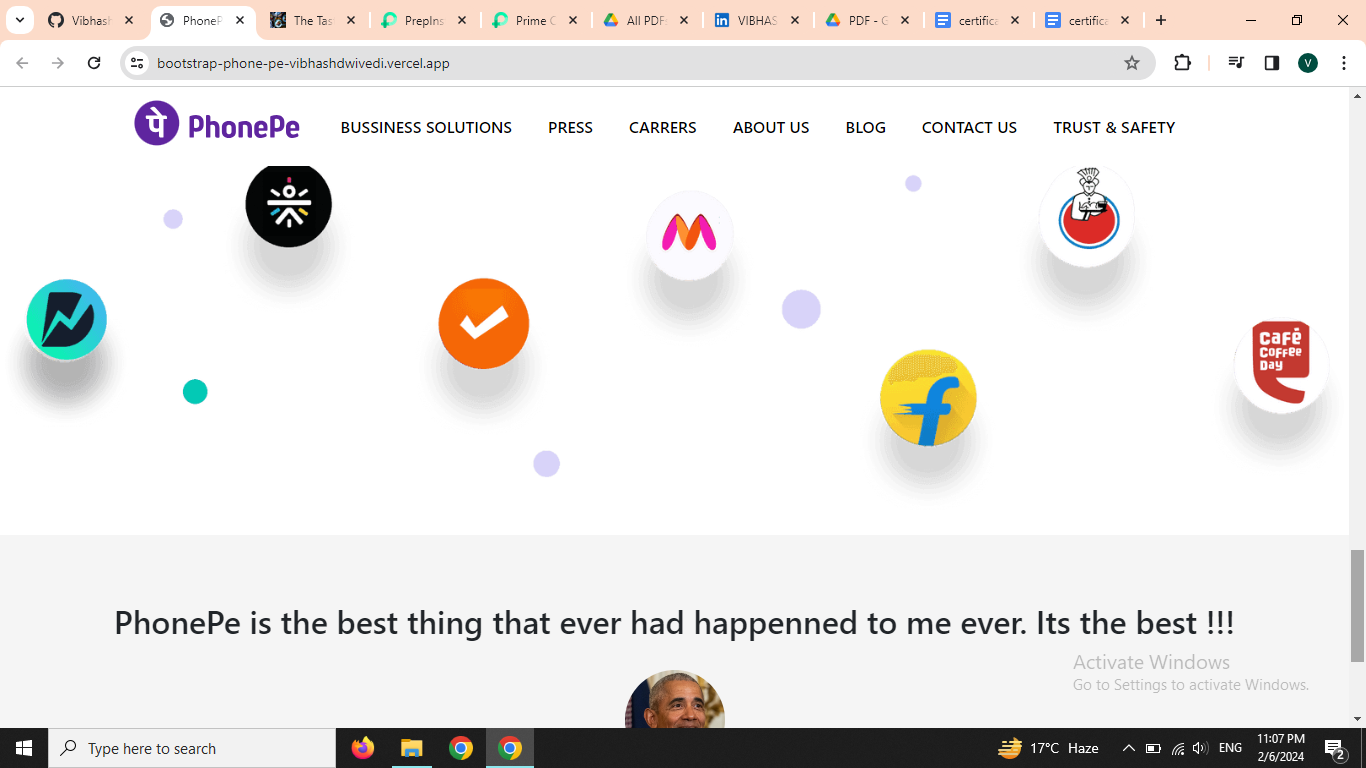 Vibhash
PhoneP
The Tas
PrepIns
Prime C
All PDF
VIBHAS
PDF - G
certifica
certifica
bootstrap-phone-pe-vibhashdwivedi.vercel.app
V
पे PhonePe
BUSSINESS SOLUTIONS
PRESS
CARRERS
ABOUT US
BLOG
CONTACT US
TRUST & SAFETY
Café
Coffee
Day
f
PhonePe is the best thing that ever had happenned to me ever. Its the best !!!
Activate Windows
Go to Settings to activate Windows.
Type here to search
17°C Haze
ENG
11:07 PM
2/6/2024
2